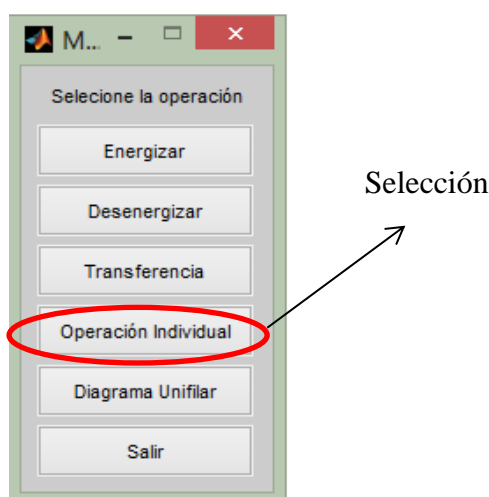 M...
Selecione la operación
Energizar
Desenergizar
Selección
Transferencia
Operación Individual
Diagrama Unifilar
Salir